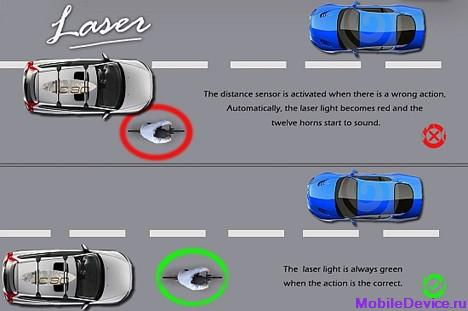 Laser
The distance sensor is activated when there is a wrong action.
Automatically, the laser light becomes red and the
twelve horns start to sound.
The laser light is always green
when the action is the correct.
MobileDevice.ru